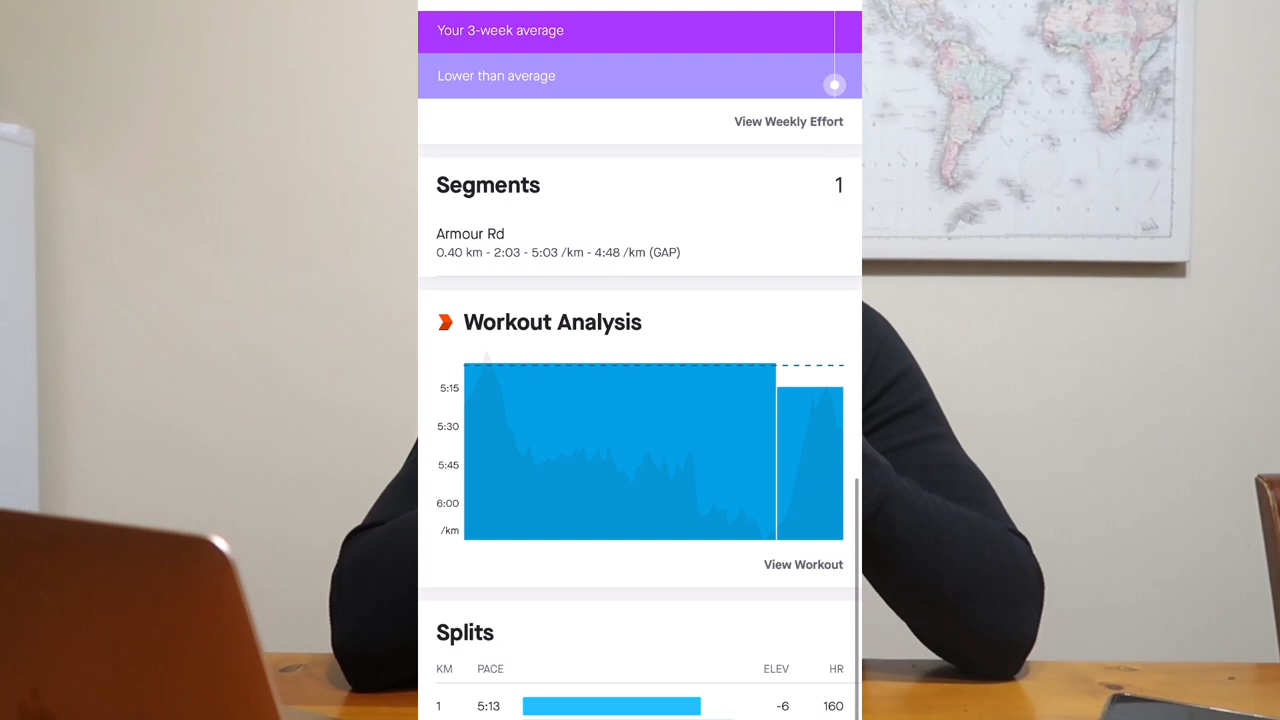 Your 3-week average
Lower than average
View Weekly Effort
Segments 1
Armour Rd
0.40 km - 2:03 - 5:03 /km - 4:48 /km (GAP)
Workout Analysis
5:15
5:30
5:45
6:00
/km
View Workout
Splits
KM PACE ELEV HR
1 5:13 -6 160